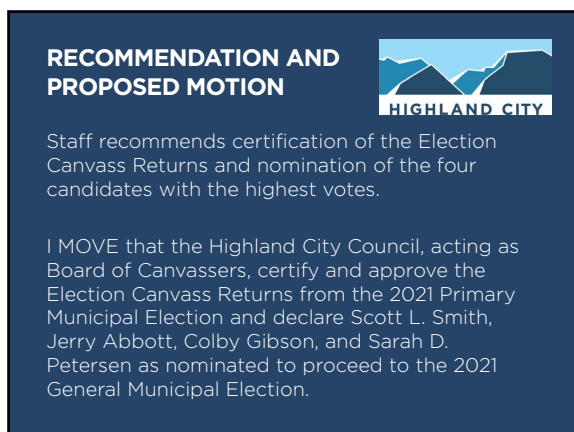 RECOMMENDATION AND
PROPOSED MOTION
HIGHLAND CITY
Staff recommends certification of the Election
Canvass Returns and nomination of the four
candidates with the highest votes.
I MOVE that the Highland City Council, acting as
Board of Canvassers, certify and approve the
Election Canvass Returns from the 2021 Primary
Municipal Election and declare Scott L. Smith,
Jerry Abbott, Colby Gibson, and Sarah D.
Petersen as nominated to proceed to the 2021
General Municipal Election.